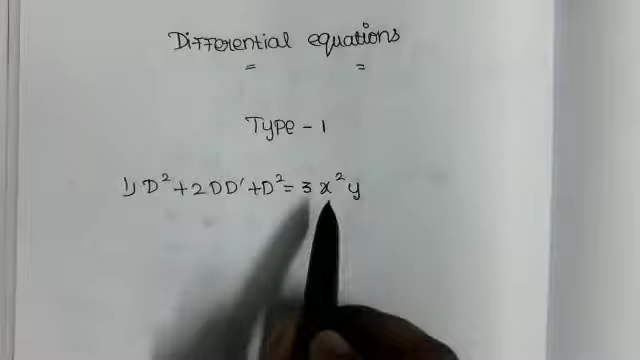 Differential equations
= =
Type - 1
1) D² + 2DD' + D² = 3x²y